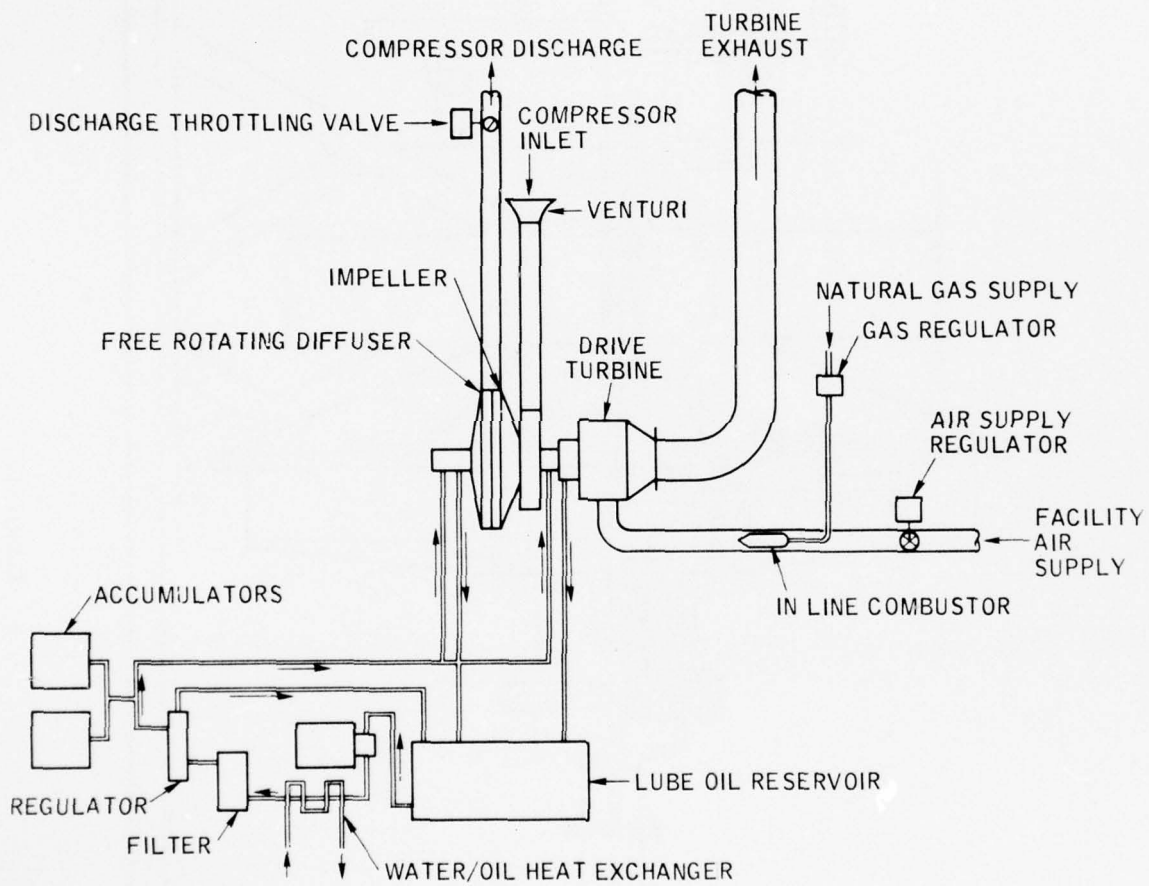 TURBINE
EXHAUST
COMPRESSOR DISCHARGE
DISCHARGE THROTTLING VALVE
COMPRESSOR
INLET
VENTURI
IMPELLER
FREE ROTATING DIFFUSER
DRIVE
TURBINE
NATURAL GAS SUPPLY
GAS REGULATOR
AIR SUPPLY
REGULATOR
FACILITY
AIR
SUPPLY
IN LINE COMBUSTOR
ACCUMULATORS
LUBE OIL RESERVOIR
REGULATOR
FILTER
WATER/OIL HEAT EXCHANGER